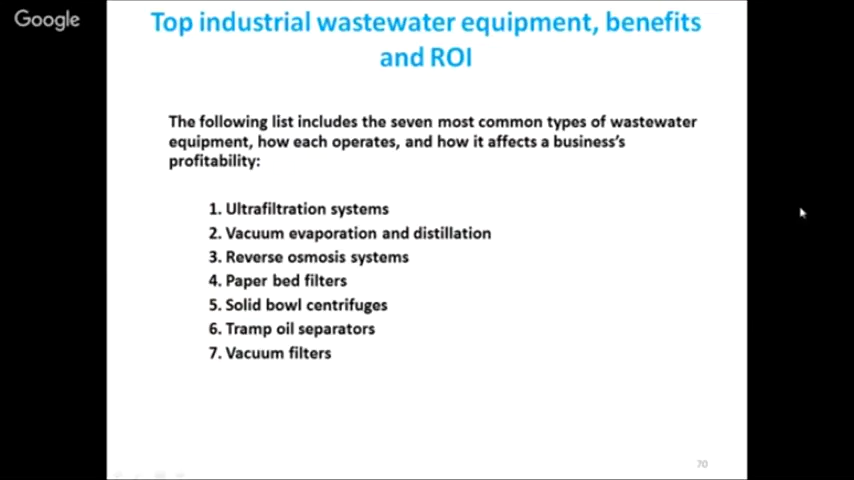 Google
Top industrial wastewater equipment, benefits
and ROI
The following list includes the seven most common types of wastewater
equipment, how each operates, and how it affects a business's
profitability:
1. Ultrafiltration systems
2. Vacuum evaporation and distillation
3. Reverse osmosis systems
4. Paper bed filters
5. Solid bowl centrifuges
6. Tramp oil separators
7. Vacuum filters
70